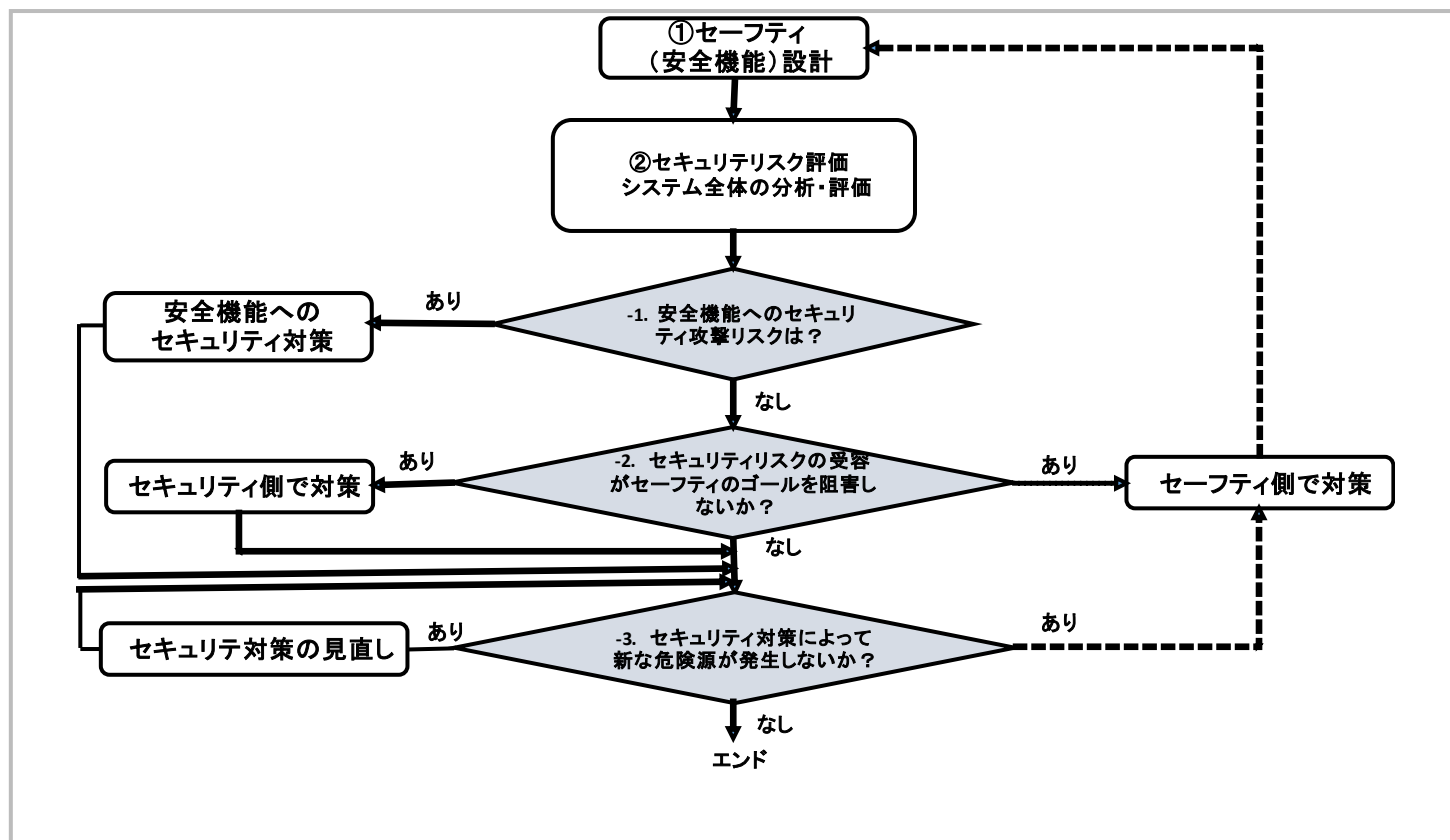 ①セーフティ
（安全機能）設計
②セキュリテリスク評価
システム全体の分析・評価
-1. 安全機能へのセキュリ
ティ攻撃リスクは？
あり
安全機能への
セキュリティ対策
なし
-2. セキュリティリスクの受容
がセーフティのゴールを阻害し
ないか？
あり
セキュリティ側で対策
あり
セーフティ側で対策
なし
-3. セキュリティ対策によって
新な危険源が発生しないか？
あり
セキュリテ対策の見直し
あり
なし
エンド